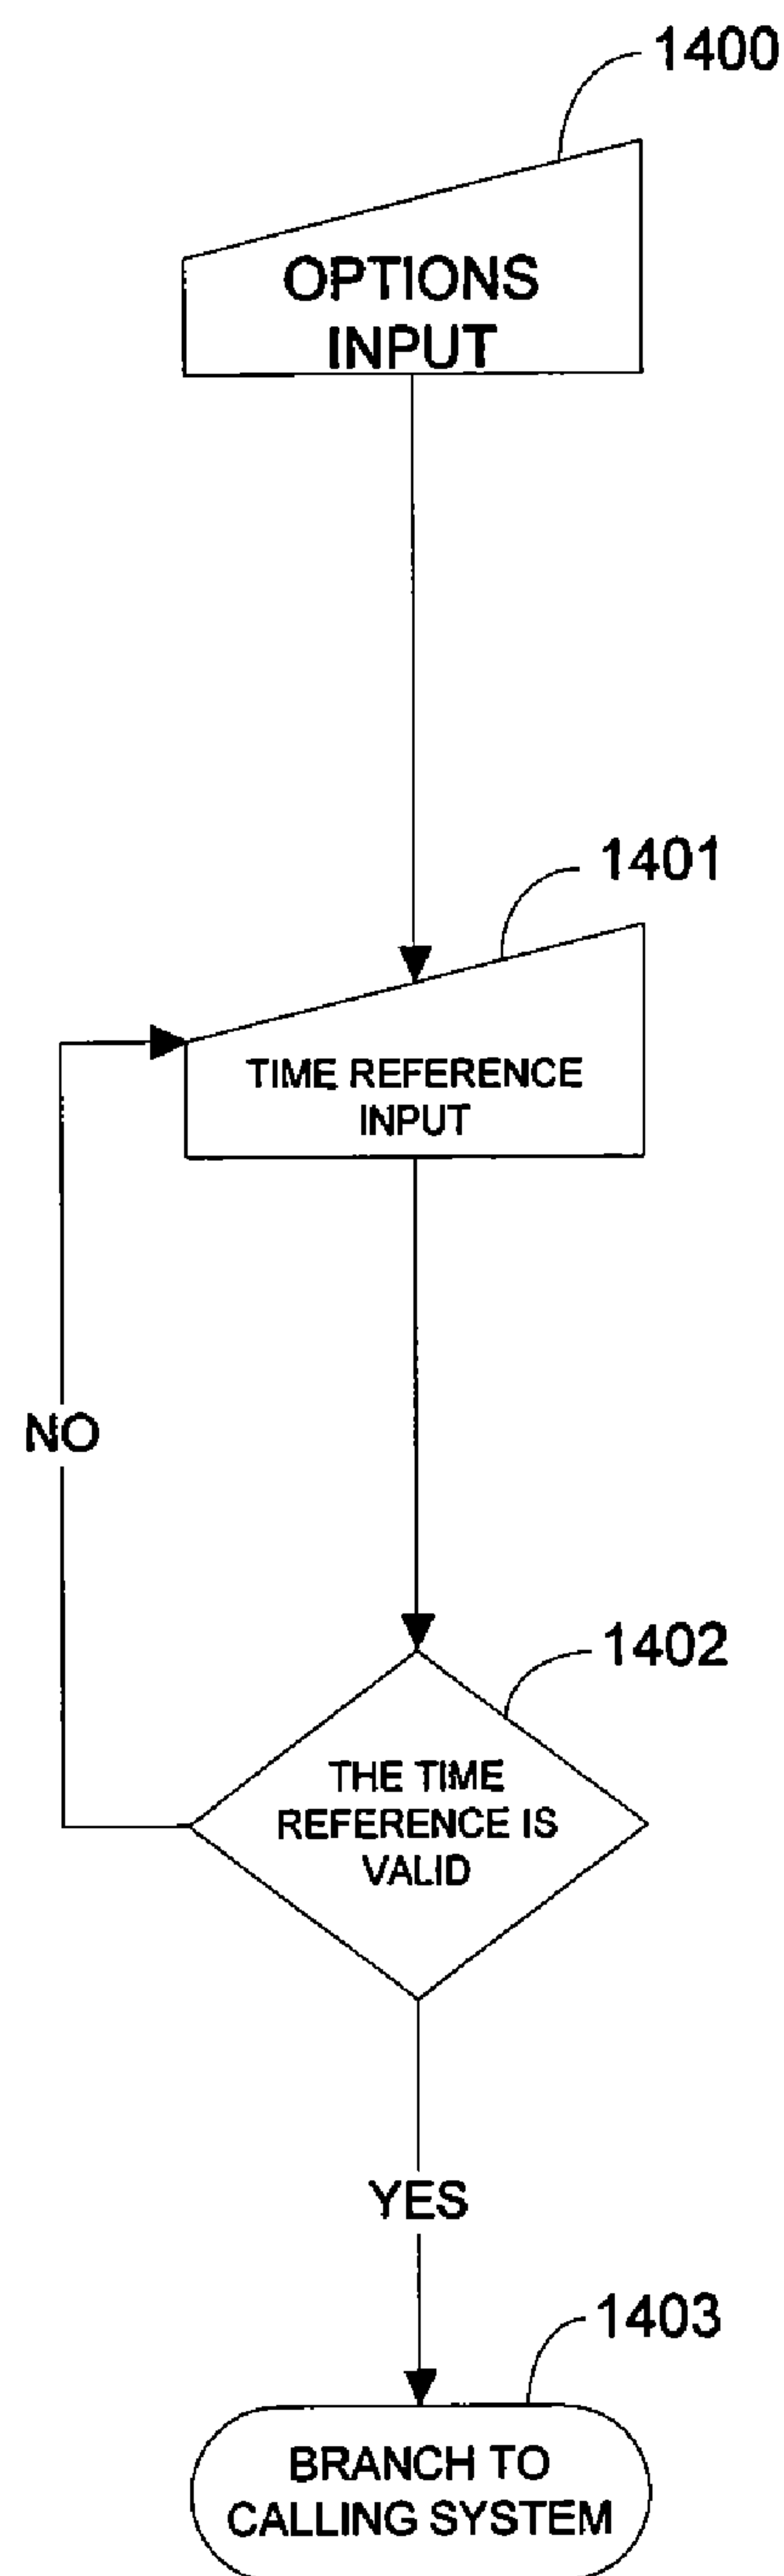 1400
OPTIONS
INPUT
1401
TIME REFERENCE
INPUT
NO
1402
THE TIME
REFERENCE IS
VALID
YES
1403
BRANCH TO
CALLING SYSTEM